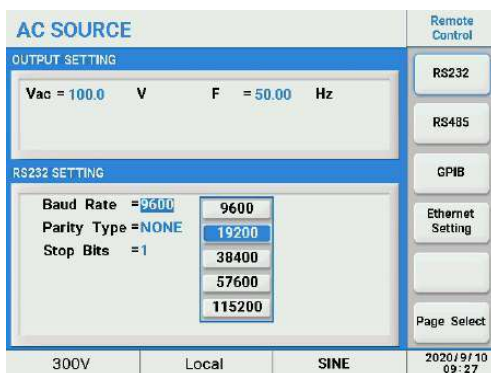 AC SOURCE
OUTPUT SETTING
Vac = 100.0 V F = 50.00 Hz
RS232 SETTING
Baud Rate =9600
Parity Type =NONE
Stop Bits =1
9600
19200
38400
57600
115200
Remote
Control
RS232
RS485
GPIB
Ethernet
Setting
Page Select
300V Local SINE
2020/9/10
09:27